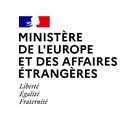 MINISTÈRE
DE L'EUROPE
ET DES AFFAIRES
ÉTRANGÈRES
Liberté
Égalité
Fraternité